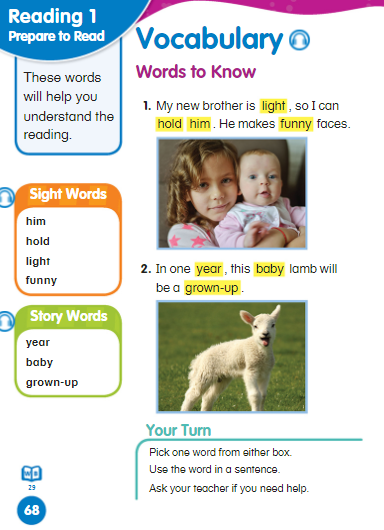 Reading 1
Prepare to Read
Vocabulary
These words
will help you
understand the
reading.
Words to Know
1. My new brother is light, so I can
hold him. He makes funny faces.
Sight Words
him
hold
light
funny
2. In one year, this baby lamb will
be a grown-up.
Story Words
year
baby
grown-up
Your Turn
Pick one word from either box.
Use the word in a sentence.
Ask your teacher if you need help.
W B
29
68